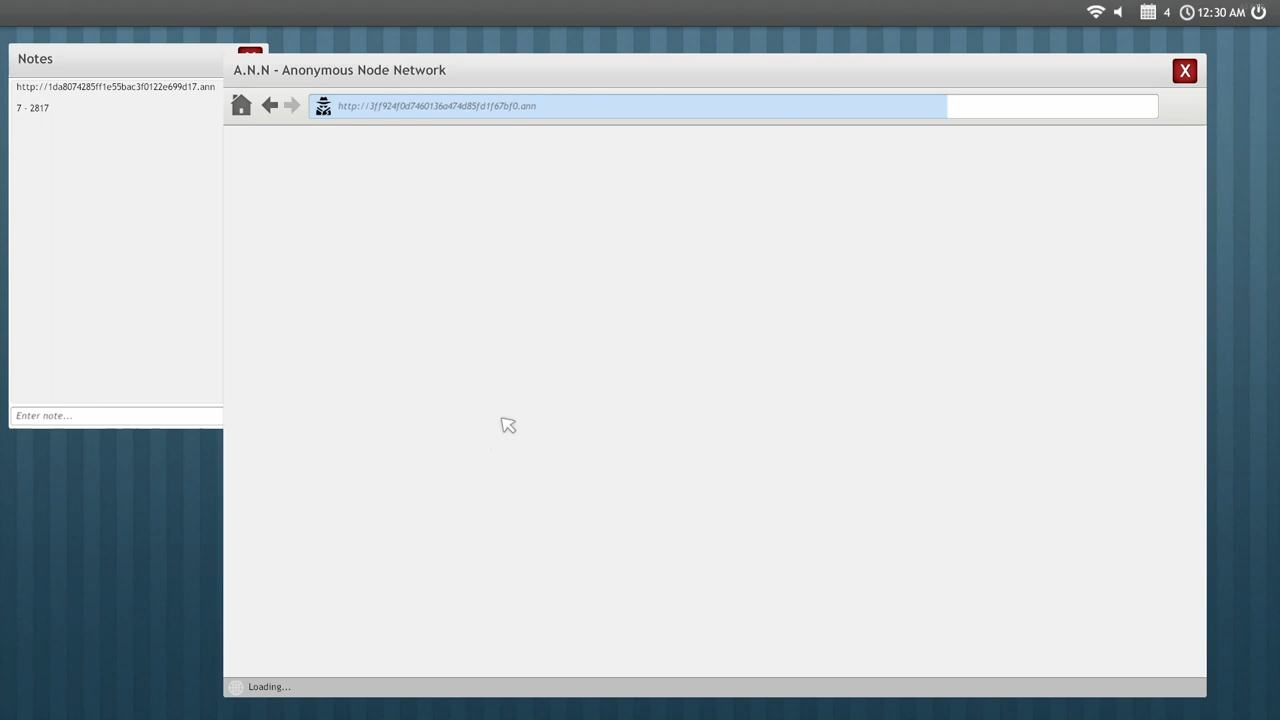 4 12:30 AM
Notes
http://1da8074285ff1e55bac3f0122e699d17.ann
7 - 2817
Enter note...
A.N.N - Anonymous Node Network
X
http://3ff924f0d7460136a474d85fd1f67bf0.ann
Loading...